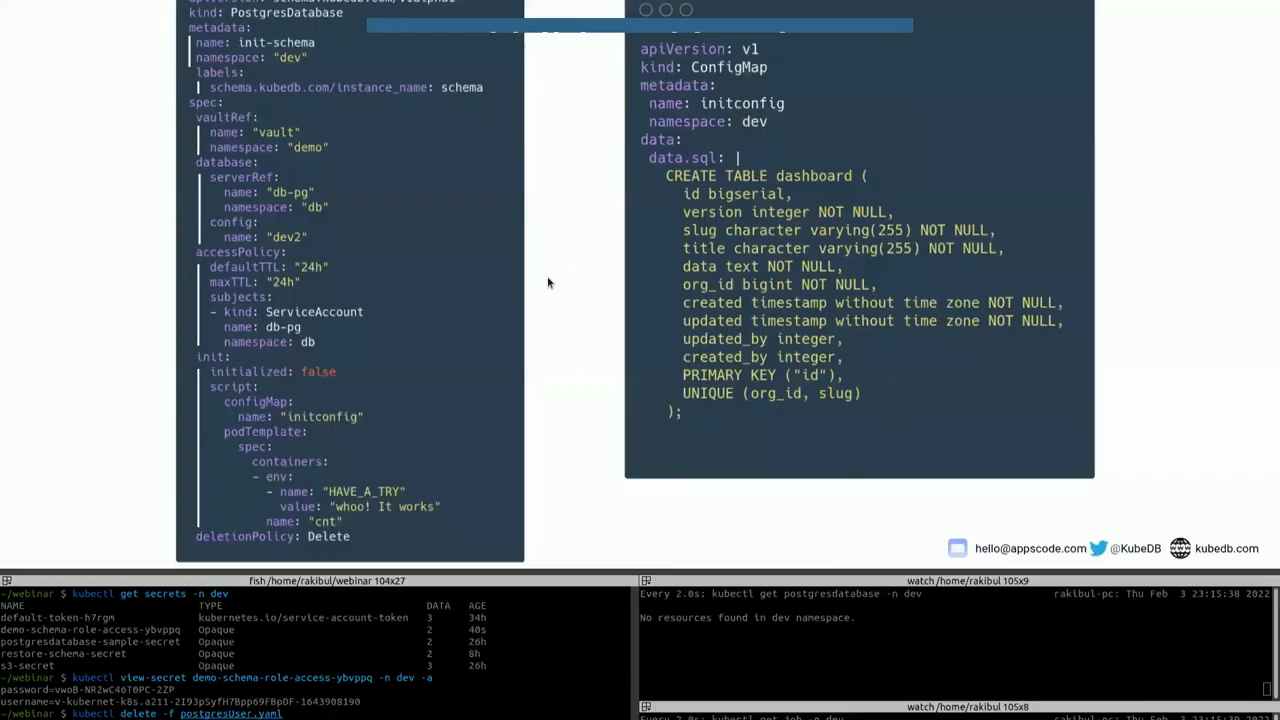 kind: PostgresDatabase
metadata:
name: init-schema
namespace: "dev"
labels:
schema.kubedb.com/instance_name: schema
spec:
vaultRef:
name: "vault"
namespace: "demo"
database:
serverRef:
name: "db-pg"
namespace: "db"
config:
name: "dev2"
accessPolicy:
defaultTTL: "24h"
maxTTL: "24h"
subjects:
- kind: ServiceAccount
name: db-pg
namespace: db
init:
initialized: false
script:
configMap:
name: "initconfig"
podTemplate:
spec:
containers:
- env:
- name: "HAVE_A_TRY"
value: "whoo! It works"
name: "cnt"
deletionPolicy: Delete
apiVersion: v1
kind: ConfigMap
metadata:
name: initconfig
namespace: dev
data:
data.sql: |
CREATE TABLE dashboard (
id bigserial,
version integer NOT NULL,
slug character varying(255) NOT NULL,
title character varying(255) NOT NULL,
data text NOT NULL,
org_id bigint NOT NULL,
created timestamp without time zone NOT NULL,
updated timestamp without time zone NOT NULL,
updated_by integer,
created_by integer,
PRIMARY KEY ("id"),
UNIQUE (org_id, slug)
);
hello@appscode.com @KubeDB kubedb.com
fish /home/rakibul/webinar 104x27
~/webinar $ kubectl get secrets -n dev
NAME TYPE DATA AGE
default-token-h7rgm kubernetes.io/service-account-token 3 34h
demo-schema-role-access-ybvppq Opaque 2 40s
postgresdatabase-sample-secret Opaque 2 26h
restore-schema-secret Opaque 2 8h
s3-secret Opaque 3 26h
~/webinar $ kubectl view-secret demo-schema-role-access-ybvppq -n dev -a
password=vwoB-NR2wC46T0PC-2ZP
username=v-kubernet-k8s.a211-2I93pSyfH7Bpp69FBpDF-1643908190
~/webinar $ kubectl delete -f postgresUser.yaml
watch /home/rakibul 105x9
Every 2.0s: kubectl get postgresdatabase -n dev rakibul-pc: Thu Feb 3 23:15:38 2022
No resources found in dev namespace.
watch /home/rakibul 105x8